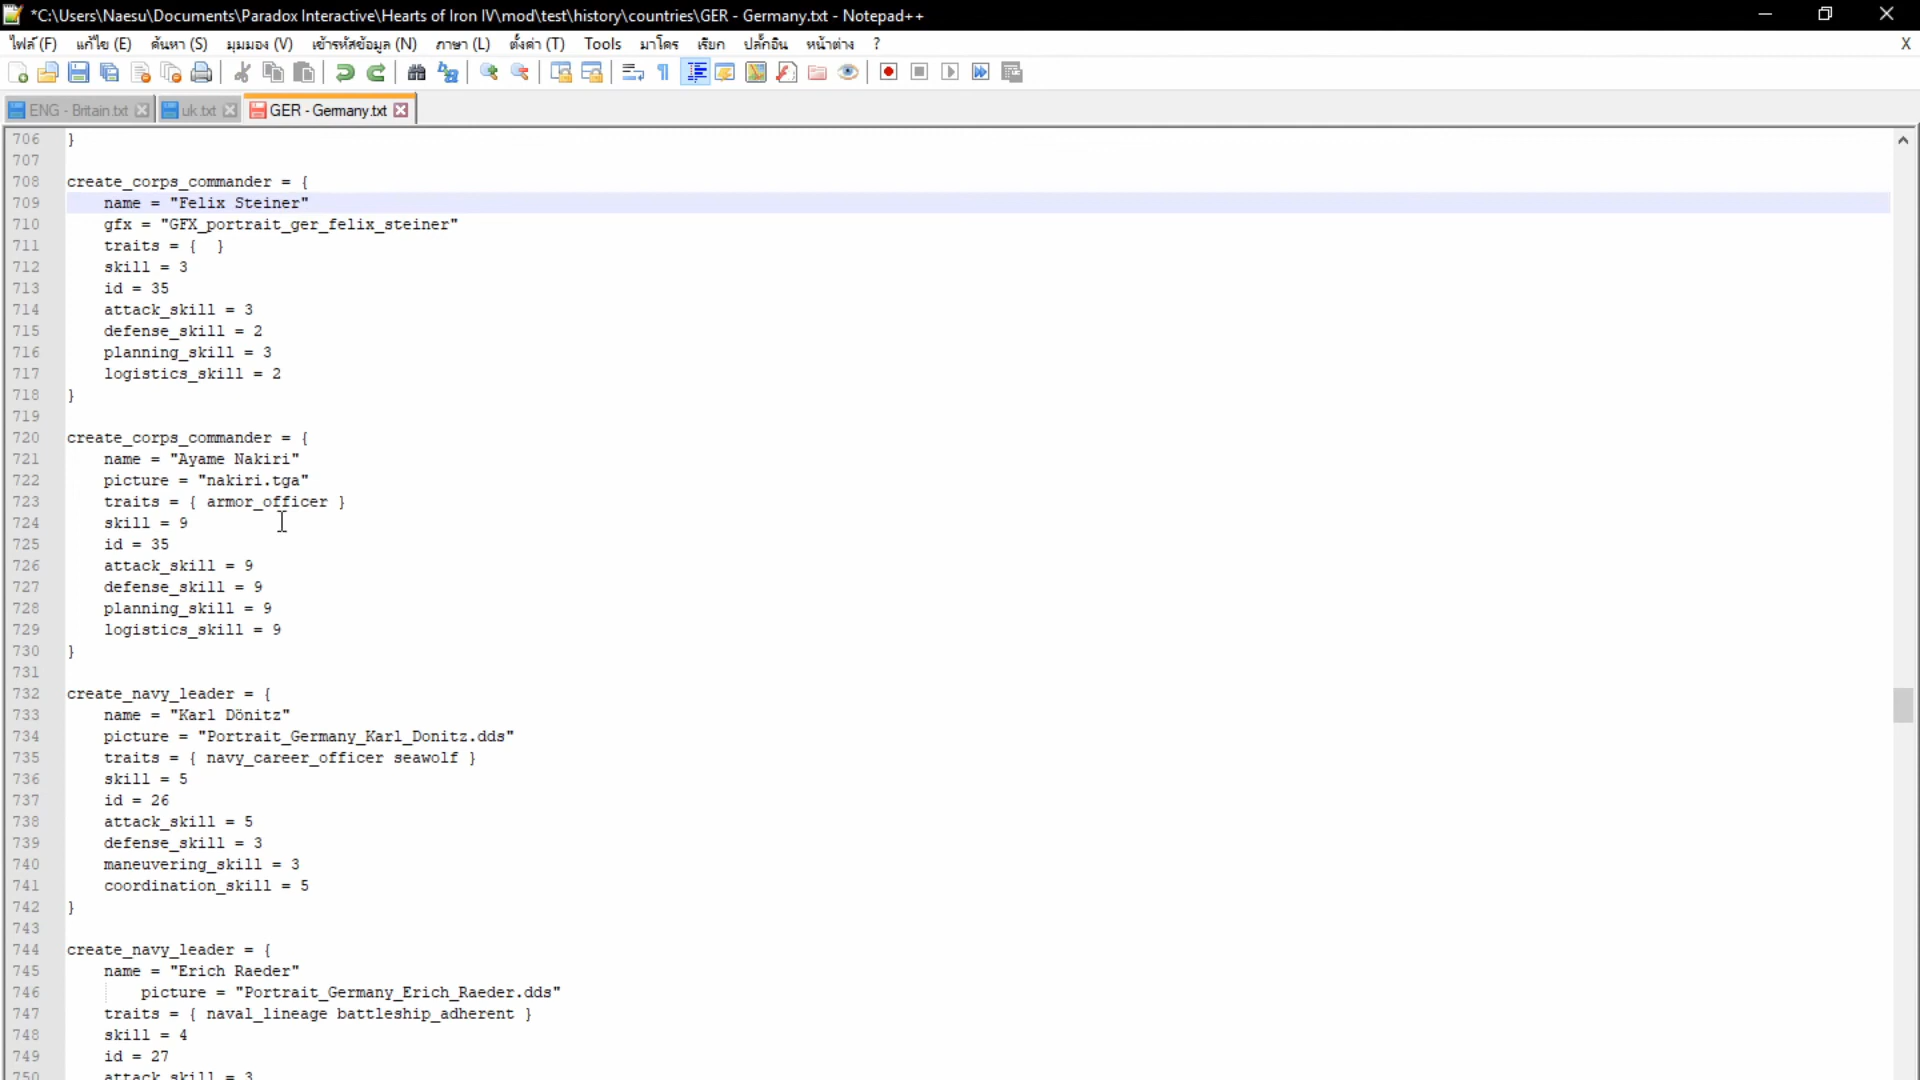 *C:\Users\Naesu\Documents\Paradox Interactive\Hearts of Iron IV\mod\test\history\countries\GER - Germany.txt - Notepad++
ไฟล์ (F) แก้ไข (E) ค้นหา (S) มุมมอง (V) เข้ารหัสข้อมูล (N) ภาษา (L) ตั้งค่า (T) Tools มาโคร เรียก ปลั๊กอิน หน้าต่าง ? X
ENG - Britain.txt uk.txt GER - Germany.txt
706 }
707
708 create_corps_commander = {
709 name = "Felix Steiner"
710 gfx = "GFX_portrait_ger_felix_steiner"
711 traits = { }
712 skill = 3
713 id = 35
714 attack_skill = 3
715 defense_skill = 2
716 planning_skill = 3
717 logistics_skill = 2
718 }
719
720 create_corps_commander = {
721 name = "Ayame Nakiri"
722 picture = "nakiri.tga"
723 traits = { armor_officer }
724 skill = 9
725 id = 35
726 attack_skill = 9
727 defense_skill = 9
728 planning_skill = 9
729 logistics_skill = 9
730 }
731
732 create_navy_leader = {
733 name = "Karl Dönitz"
734 picture = "Portrait_Germany_Karl_Donitz.dds"
735 traits = { navy_career_officer seawolf }
736 skill = 5
737 id = 26
738 attack_skill = 5
739 defense_skill = 3
740 maneuvering_skill = 3
741 coordination_skill = 5
742 }
743
744 create_navy_leader = {
745 name = "Erich Raeder"
746 picture = "Portrait_Germany_Erich_Raeder.dds"
747 traits = { naval_lineage battleship_adherent }
748 skill = 4
749 id = 27
750 attack_skill = 3